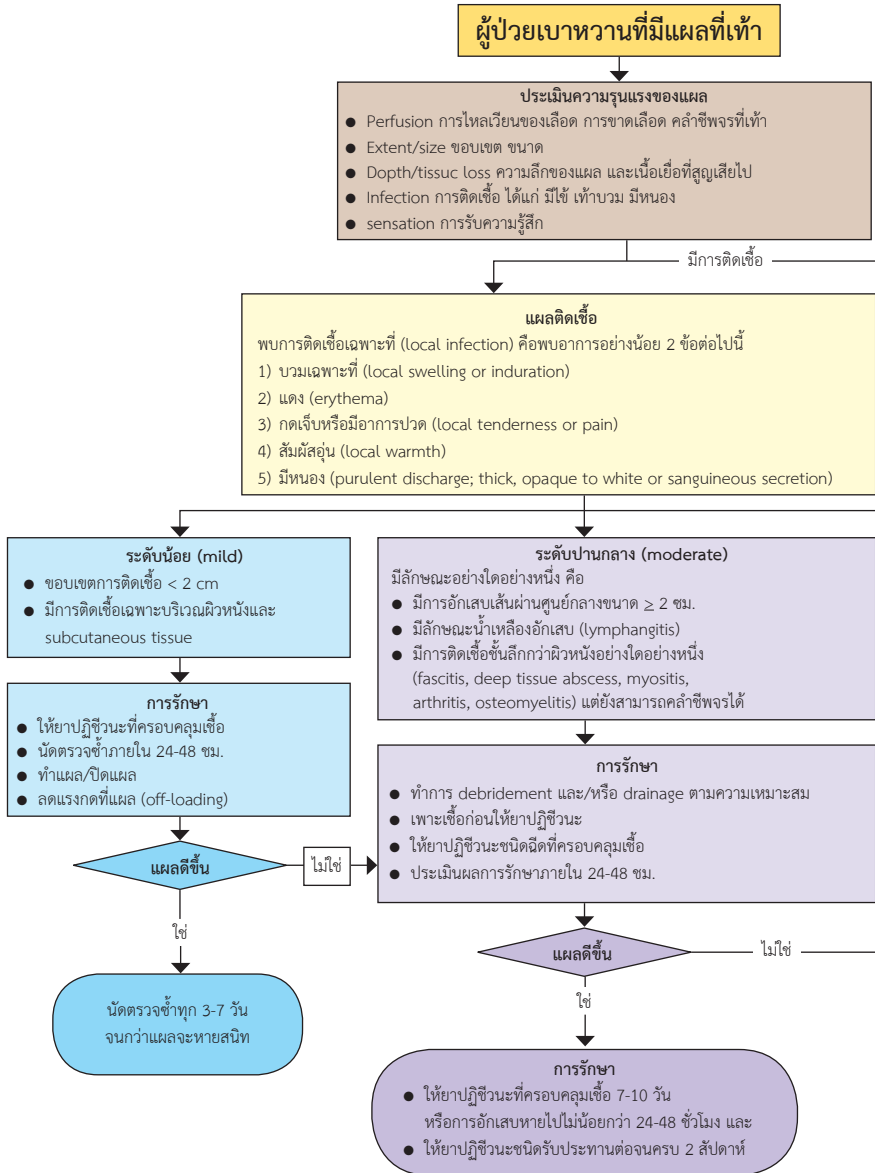 ผู้ป่วยเบาหวานที่มีแผลที่เท้า
ประเมินความรุนแรงของแผล
● Perfusion การไหลเวียนของเลือด การขาดเลือด คลำชีพจรที่เท้า
● Extent/size ขอบเขต ขนาด
● Dopth/tissuc loss ความลึกของแผล และเนื้อเยื่อที่สูญเสียไป
● Infection การติดเชื้อ ได้แก่ มีไข้ เท้าบวม มีหนอง
● sensation การรับความรู้สึก
มีการติดเชื้อ
แผลติดเชื้อ
พบการติดเชื้อเฉพาะที่ (local infection) คือพบอาการอย่างน้อย 2 ข้อต่อไปนี้
1) บวมเฉพาะที่ (local swelling or induration)
2) แดง (erythema)
3) กดเจ็บหรือมีอาการปวด (local tenderness or pain)
4) สัมผัสอุ่น (local warmth)
5) มีหนอง (purulent discharge; thick, opaque to white or sanguineous secretion)
ระดับน้อย (mild)
● ขอบเขตการติดเชื้อ < 2 cm
● มีการติดเชื้อเฉพาะบริเวณผิวหนังและ
subcutaneous tissue
การรักษา
● ให้ยาปฏิชีวนะที่ครอบคลุมเชื้อ
● นัดตรวจซ้ำภายใน 24-48 ชม.
● ทำแผล/ปิดแผล
● ลดแรงกดที่แผล (off-loading)
แผลดีขึ้น
ไม่ใช่
ใช่
นัดตรวจซ้ำทุก 3-7 วัน
จนกว่าแผลจะหายสนิท
ระดับปานกลาง (moderate)
มีลักษณะอย่างใดอย่างหนึ่ง คือ
● มีการอักเสบเส้นผ่านศูนย์กลางขนาด ≥ 2 ซม.
● มีลักษณะน้ำเหลืองอักเสบ (lymphangitis)
● มีการติดเชื้อชั้นลึกกว่าผิวหนังอย่างใดอย่างหนึ่ง
(fascitis, deep tissue abscess, myositis,
arthritis, osteomyelitis) แต่ยังสามารถคลำชีพจรได้
การรักษา
● ทำการ debridement และ/หรือ drainage ตามความเหมาะสม
● เพาะเชื้อก่อนให้ยาปฏิชีวนะ
● ให้ยาปฏิชีวนะชนิดฉีดที่ครอบคลุมเชื้อ
● ประเมินผลการรักษาภายใน 24-48 ชม.
แผลดีขึ้น
ไม่ใช่
ใช่
การรักษา
● ให้ยาปฏิชีวนะที่ครอบคลุมเชื้อ 7-10 วัน
หรือการอักเสบหายไปไม่น้อยกว่า 24-48 ชั่วโมง และ
● ให้ยาปฏิชีวนะชนิดรับประทานต่อจนครบ 2 สัปดาห์